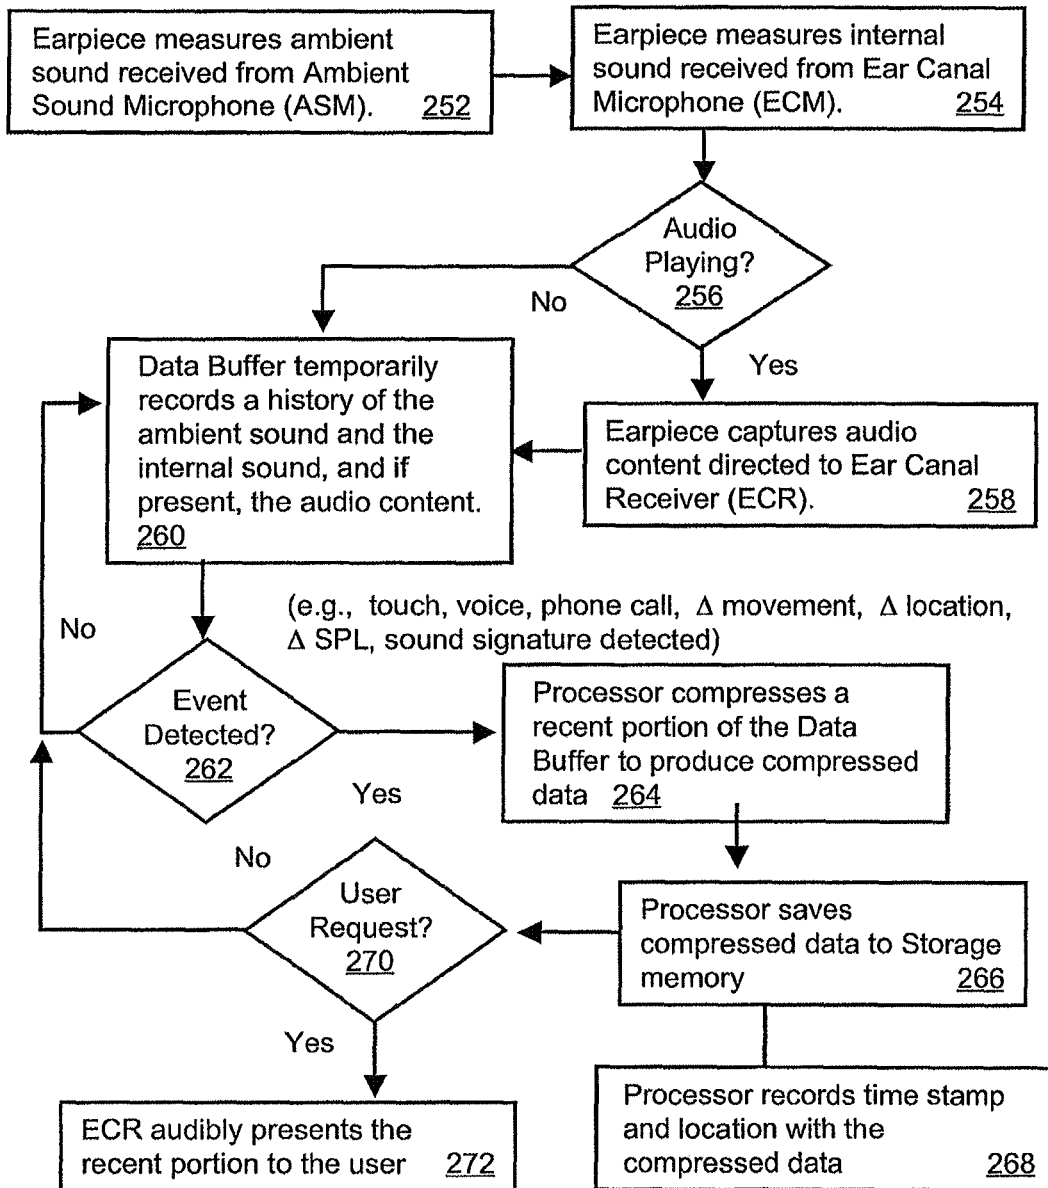 Earpiece measures ambient
sound received from Ambient
Sound Microphone (ASM). 252
Earpiece measures internal
sound received from Ear Canal
Microphone (ECM). 254
Audio
Playing?
256
No
Yes
Data Buffer temporarily
records a history of the
ambient sound and the
internal sound, and if
present, the audio content.
260
Earpiece captures audio
content directed to Ear Canal
Receiver (ECR). 258
(e.g., touch, voice, phone call, Δ movement, Δ location,
Δ SPL, sound signature detected)
No
Event
Detected?
262
Yes
Processor compresses a
recent portion of the Data
Buffer to produce compressed
data 264
No
User
Request?
270
Processor saves
compressed data to Storage
memory 266
Yes
ECR audibly presents the
recent portion to the user 272
Processor records time stamp
and location with the
compressed data 268